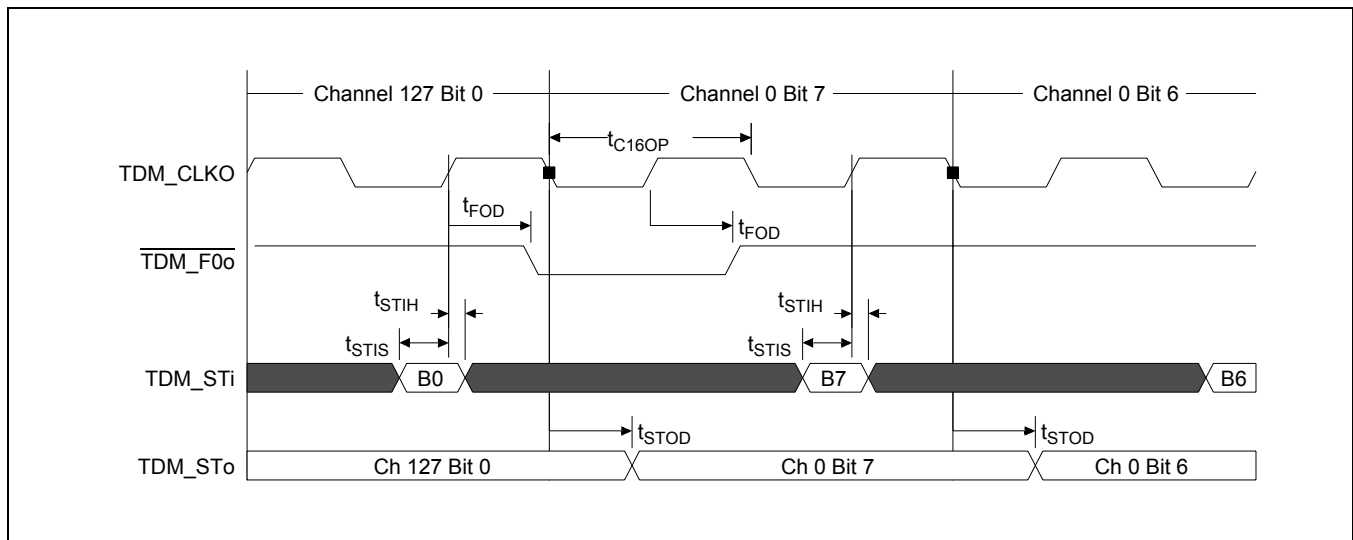 Channel 127 Bit 0 Channel 0 Bit 7 Channel 0 Bit 6
tC16OP
TDM_CLKO
tFOD tFOD
TDM_F0o
tSTIH tSTIH
tSTIS tSTIS
TDM_STi B0 B7 B6
tSTOD tSTOD
TDM_STo Ch 127 Bit 0 Ch 0 Bit 7 Ch 0 Bit 6